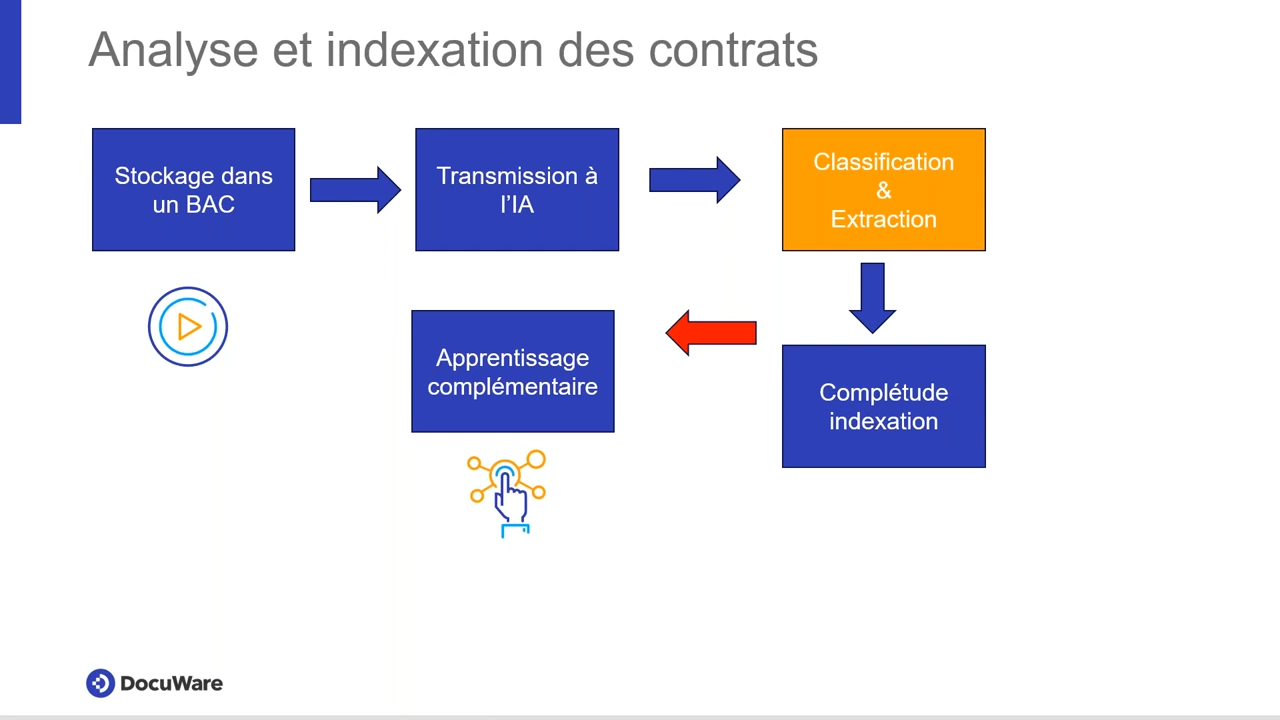 Analyse et indexation des contrats
Stockage dans
un BAC
Transmission à
l’IA
Classification
&
Extraction
Apprentissage
complémentaire
Complétude
indexation
DocuWare